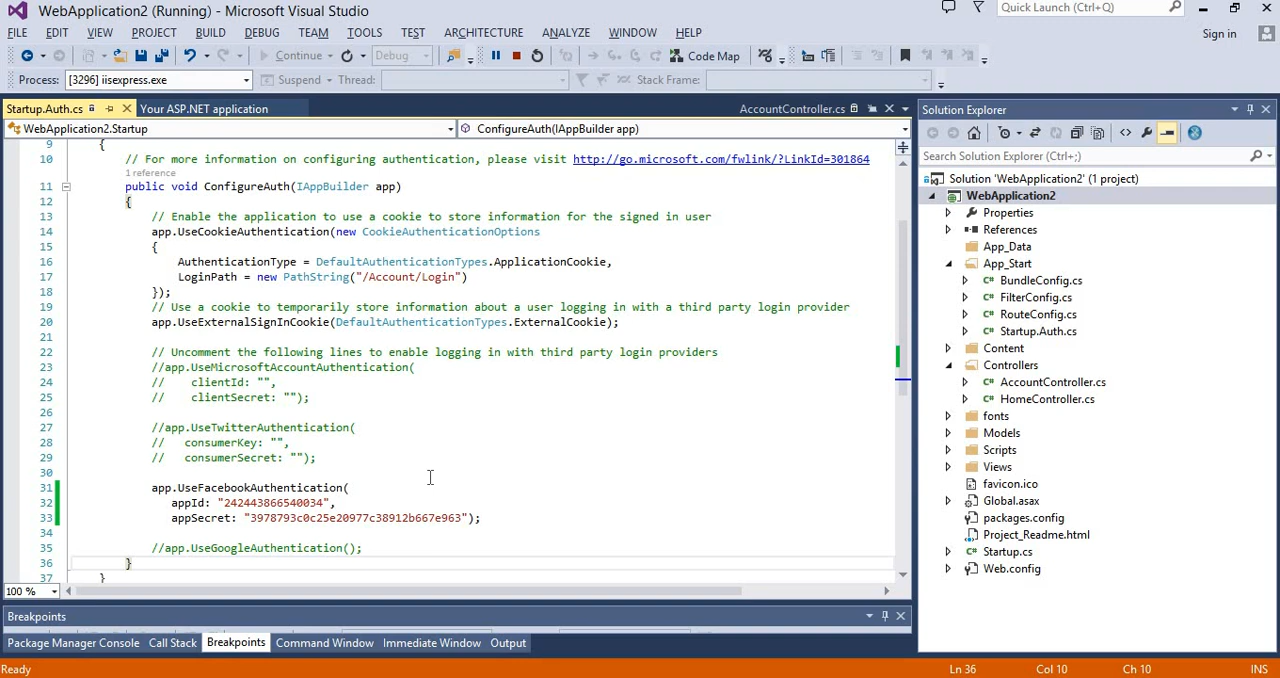 WebApplication2 (Running) - Microsoft Visual Studio
Quick Launch (Ctrl+Q)
FILE EDIT VIEW PROJECT BUILD DEBUG TEAM TOOLS TEST ARCHITECTURE ANALYZE WINDOW HELP
Sign in
Continue Debug Code Map
Process: [3296] iisexpress.exe Suspend Thread: Stack Frame:
Startup.Auth.cs Your ASP.NET application AccountController.cs
WebApplication2.Startup ConfigureAuth(IAppBuilder app)
9 {
10 // For more information on configuring authentication, please visit http://go.microsoft.com/fwlink/?LinkId=301864
1 reference
11 public void ConfigureAuth(IAppBuilder app)
12 {
13 // Enable the application to use a cookie to store information for the signed in user
14 app.UseCookieAuthentication(new CookieAuthenticationOptions
15 {
16 AuthenticationType = DefaultAuthenticationTypes.ApplicationCookie,
17 LoginPath = new PathString("/Account/Login")
18 });
19 // Use a cookie to temporarily store information about a user logging in with a third party login provider
20 app.UseExternalSignInCookie(DefaultAuthenticationTypes.ExternalCookie);
21
22 // Uncomment the following lines to enable logging in with third party login providers
23 //app.UseMicrosoftAccountAuthentication(
24 // clientId: "",
25 // clientSecret: "");
26
27 //app.UseTwitterAuthentication(
28 // consumerKey: "",
29 // consumerSecret: "");
30
31 app.UseFacebookAuthentication(
32 appId: "242443866540034",
33 appSecret: "3978793c0c25e20977c38912b667e963");
34
35 //app.UseGoogleAuthentication();
36 }
37 }
100 %
Solution Explorer
Search Solution Explorer (Ctrl+;)
Solution 'WebApplication2' (1 project)
WebApplication2
Properties
References
App_Data
App_Start
BundleConfig.cs
FilterConfig.cs
RouteConfig.cs
Startup.Auth.cs
Content
Controllers
AccountController.cs
HomeController.cs
fonts
Models
Scripts
Views
favicon.ico
Global.asax
packages.config
Project_Readme.html
Startup.cs
Web.config
Breakpoints
Package Manager Console Call Stack Breakpoints Command Window Immediate Window Output
Ready Ln 36 Col 10 Ch 10 INS